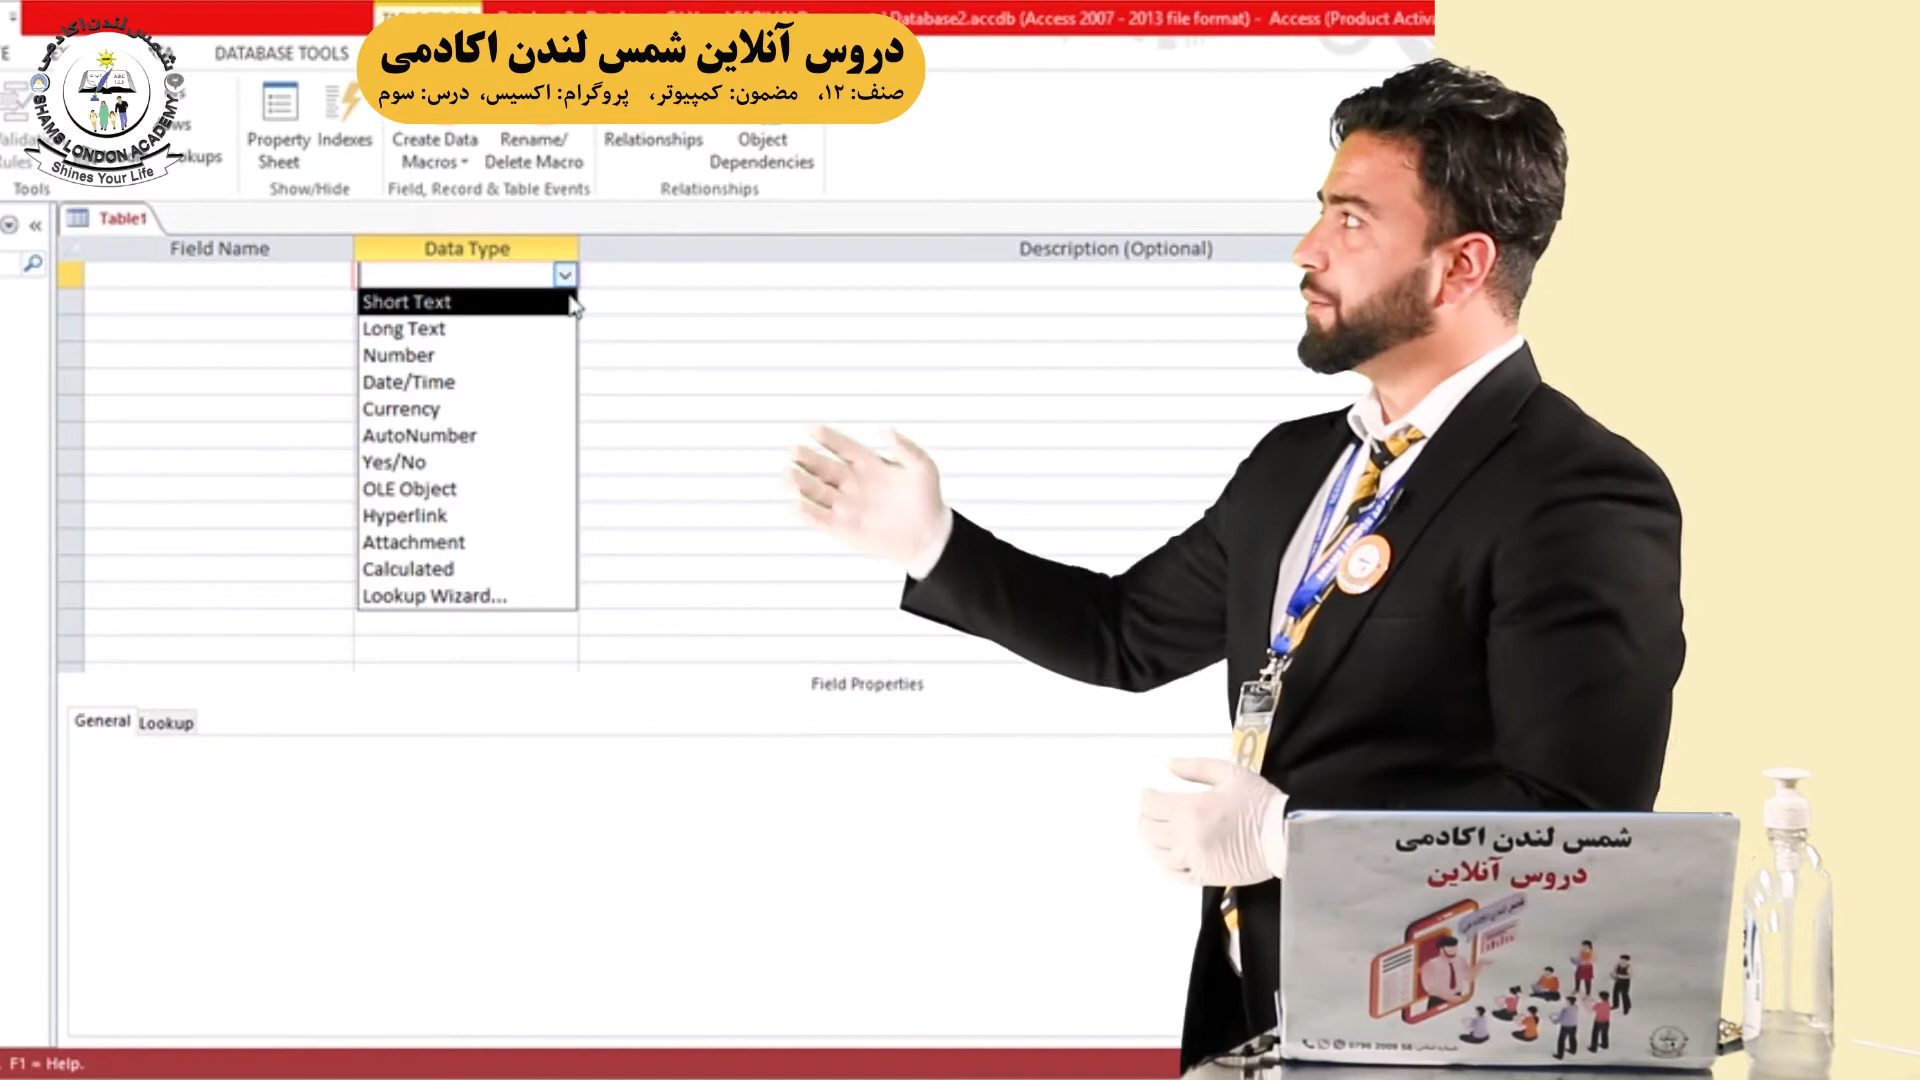 Database2.accdb (Access 2007 - 2013 file format) - Access (Product Activa
DATABASE TOOLS
دروس آنلاین شمس لندن اکادمی
صنف: ۱۲، مضمون: کمپیوتر، پروگرام: اکسیس، درس: سوم
شمس لندن اکادمی
SHAMS LONDON ACADEMY
Shines Your Life
Property Sheet
Indexes
Create Data Macros
Rename/ Delete Macro
Relationships
Object Dependencies
Tools
Show/Hide
Field, Record & Table Events
Relationships
Table1
Field Name
Data Type
Description (Optional)
Short Text
Long Text
Number
Date/Time
Currency
AutoNumber
Yes/No
OLE Object
Hyperlink
Attachment
Calculated
Lookup Wizard...
Field Properties
General
Lookup
F1 = Help.
شمس لندن اکادمی
دروس آنلاین